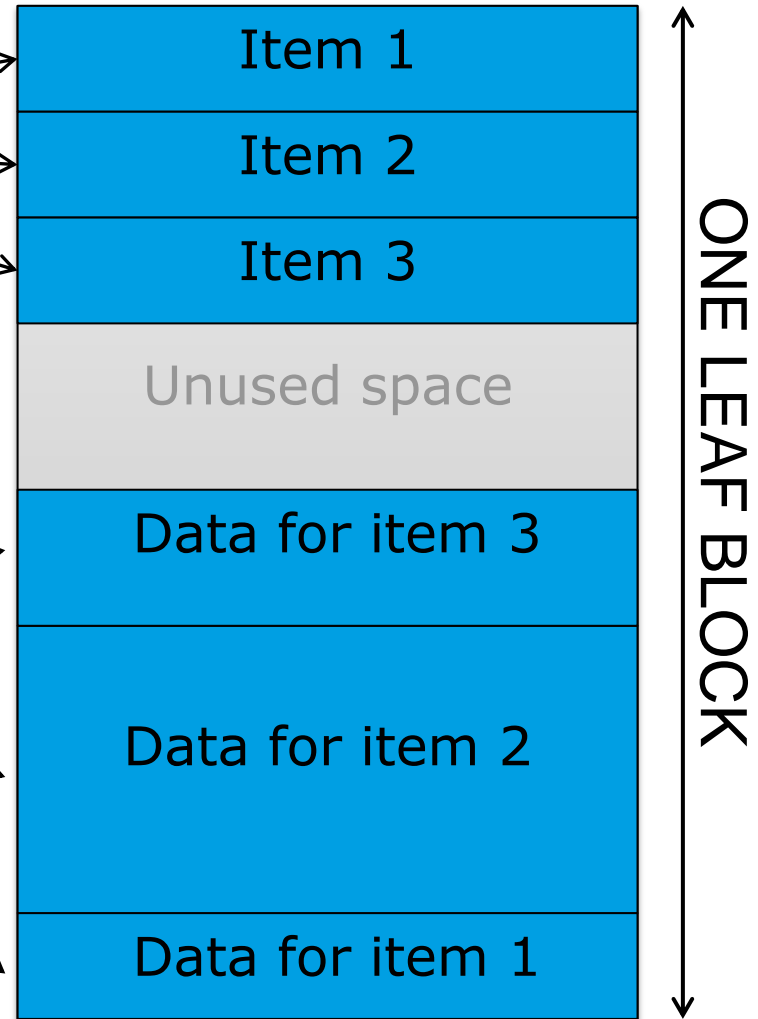 Item 1
Item 2
Item 3
Unused space
Data for item 3
Data for item 2
Data for item 1
ONE LEAF BLOCK